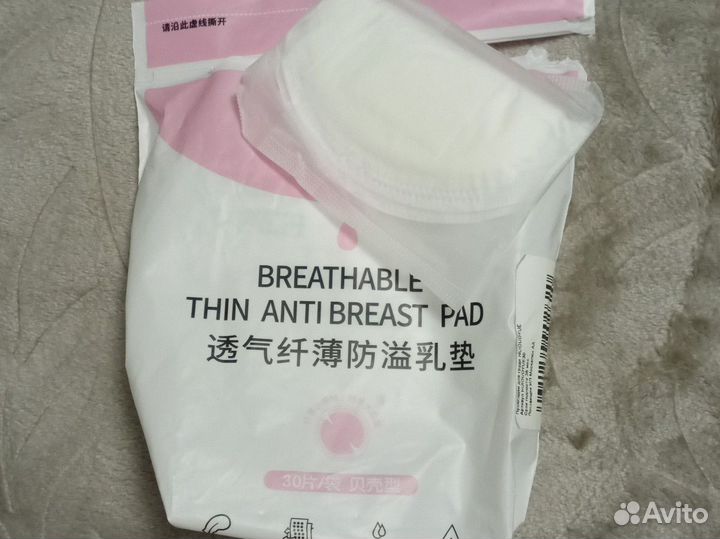 请沿此虚线撕开
BREATHABLE
THIN ANTI BREAST PAD
透气纤薄防溢乳垫
30片/袋 贝壳型
Avito